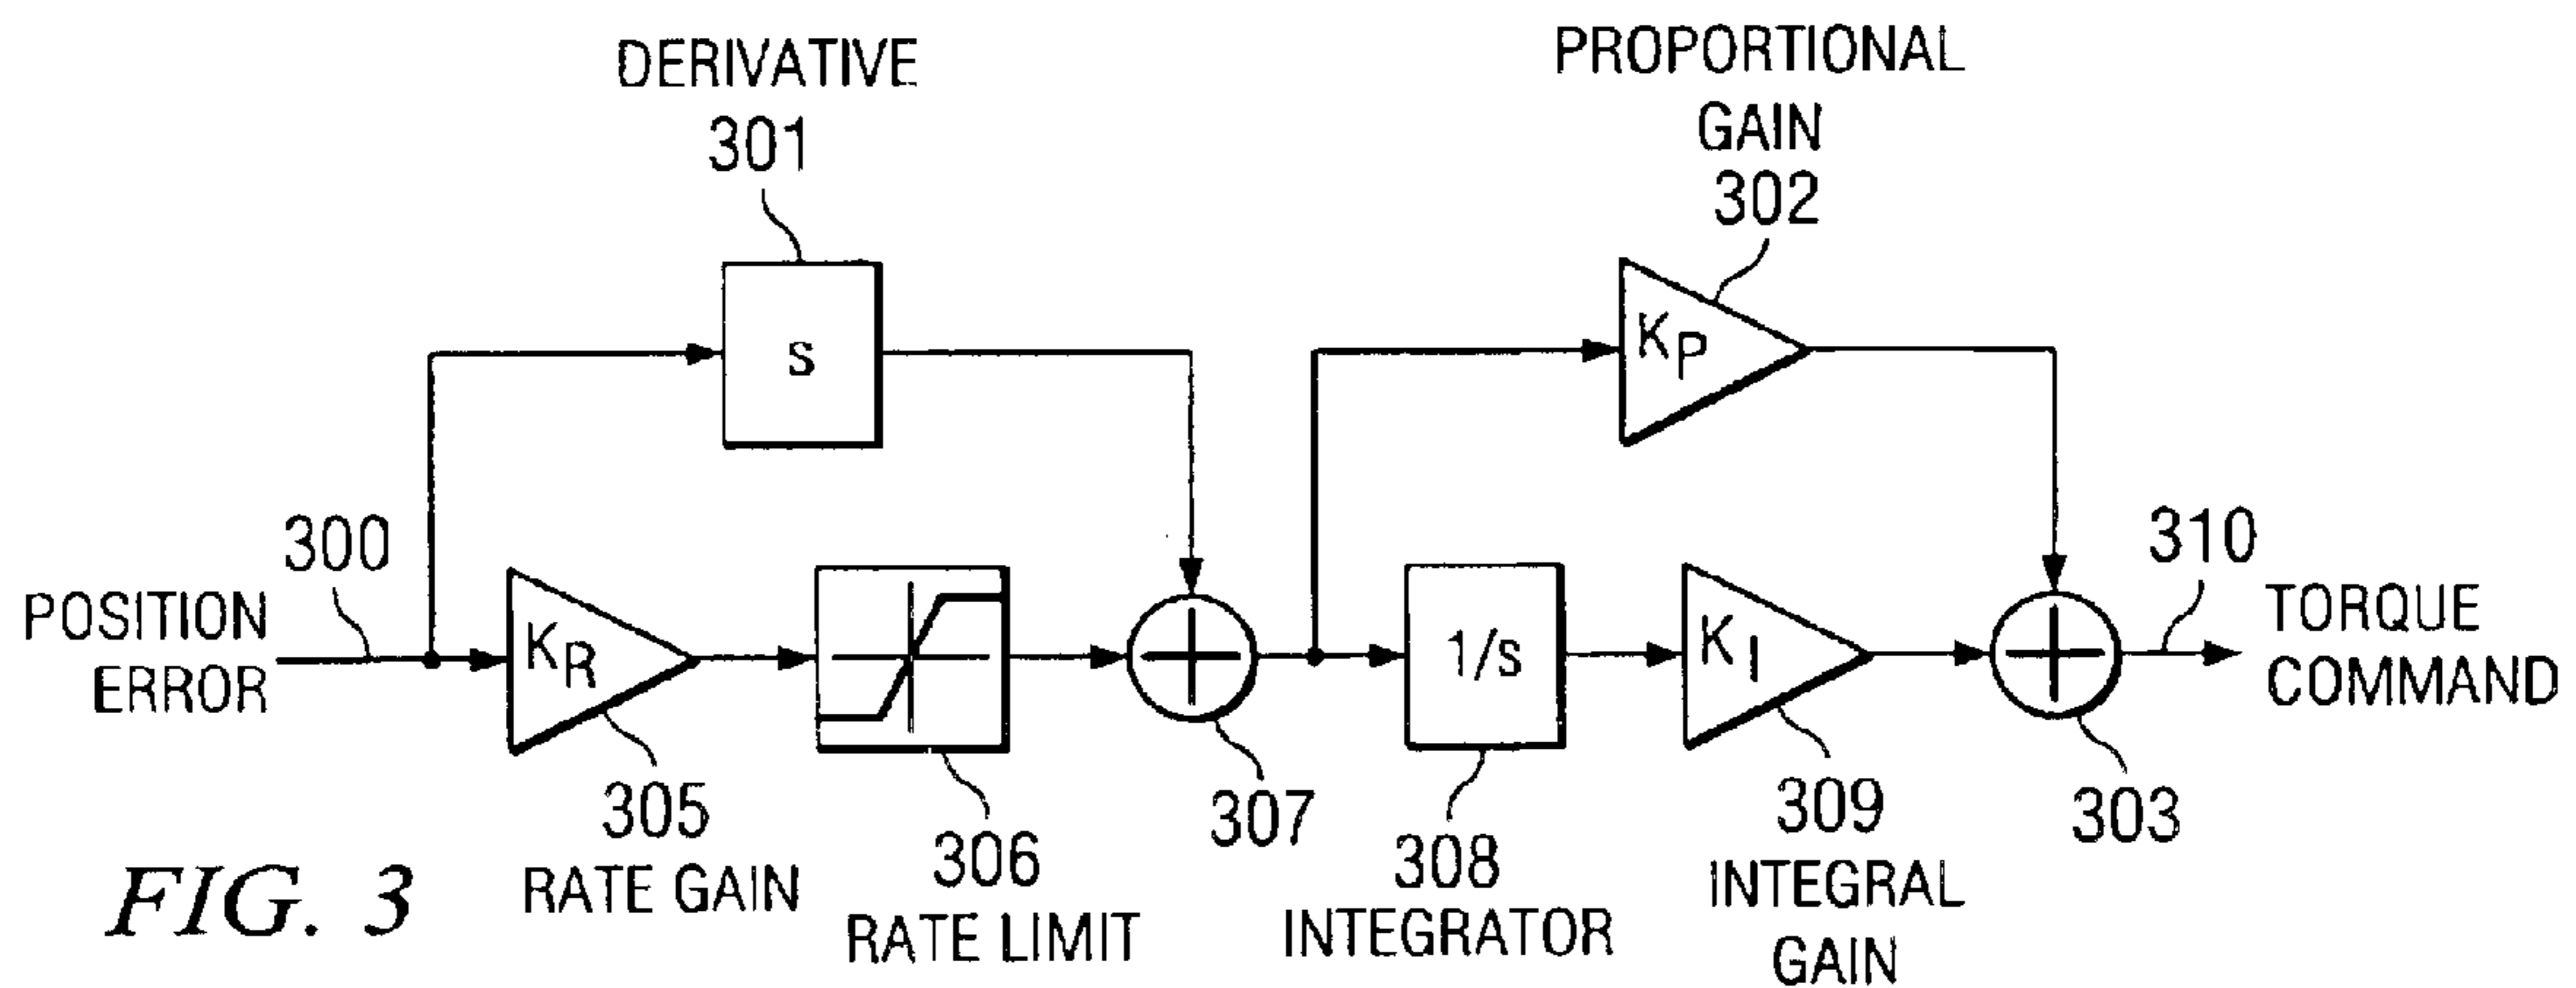 DERIVATIVE
301
PROPORTIONAL
GAIN
302
s
KP
300
POSITION
ERROR
KR
1/s
KI
310
TORQUE
COMMAND
305
RATE GAIN
306
RATE LIMIT
307
308
INTEGRATOR
309
INTEGRAL
GAIN
303
FIG. 3